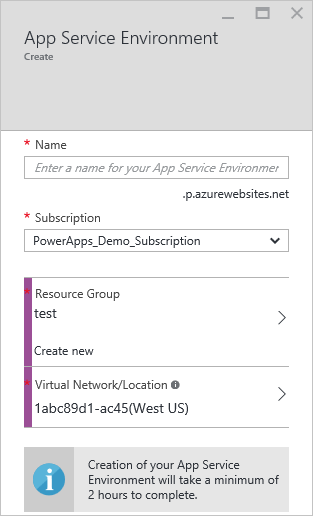 App Service Environment
Create
* Name
Enter a name for your App Service Environmer
.p.azurewebsites.net
* Subscription
PowerApps_Demo_Subscription
* Resource Group
test
Create new
* Virtual Network/Location
1abc89d1-ac45(West US)
Creation of your App Service
Environment will take a minimum of
2 hours to complete.